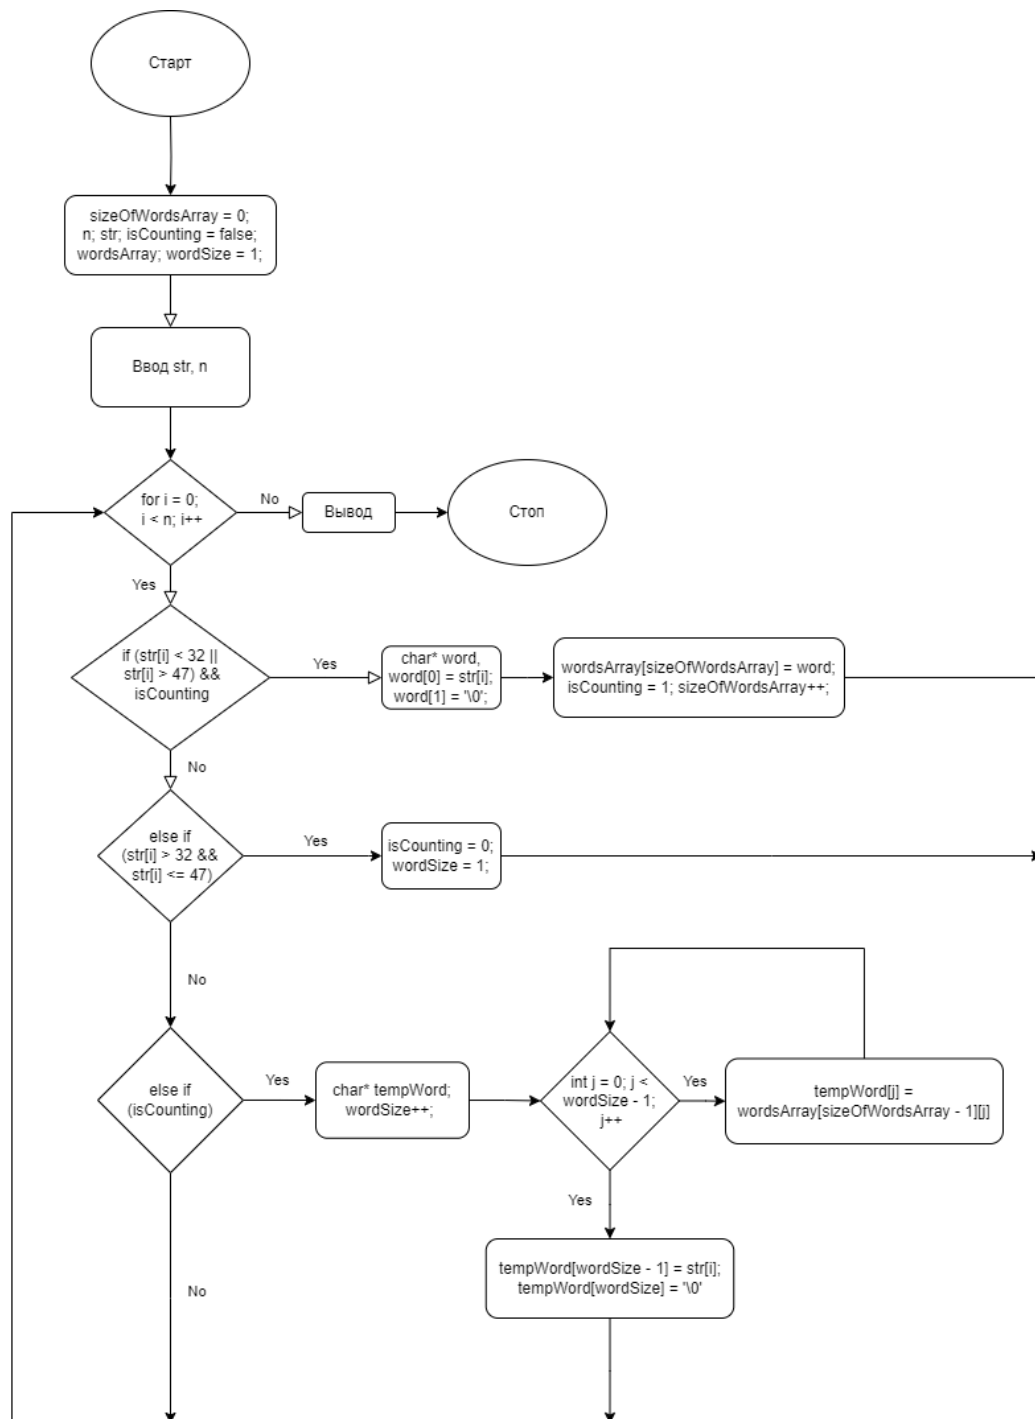 Старт
sizeOfWordsArray = 0;
n; str; isCounting = false;
wordsArray; wordSize = 1;
Ввод str, n
for i = 0;
i < n; i++
No
Вывод
Стоп
Yes
if (str[i] < 32 ||
str[i] > 47) &&
isCounting
Yes
char* word,
word[0] = str[i];
word[1] = '\0';
wordsArray[sizeOfWordsArray] = word;
isCounting = 1; sizeOfWordsArray++;
No
else if
(str[i] > 32 &&
str[i] <= 47)
Yes
isCounting = 0;
wordSize = 1;
No
else if
(isCounting)
Yes
char* tempWord;
wordSize++;
int j = 0; j <
wordSize - 1;
j++
Yes
tempWord[j] =
wordsArray[sizeOfWordsArray - 1][j]
Yes
tempWord[wordSize - 1] = str[i];
tempWord[wordSize] = '\0'
No